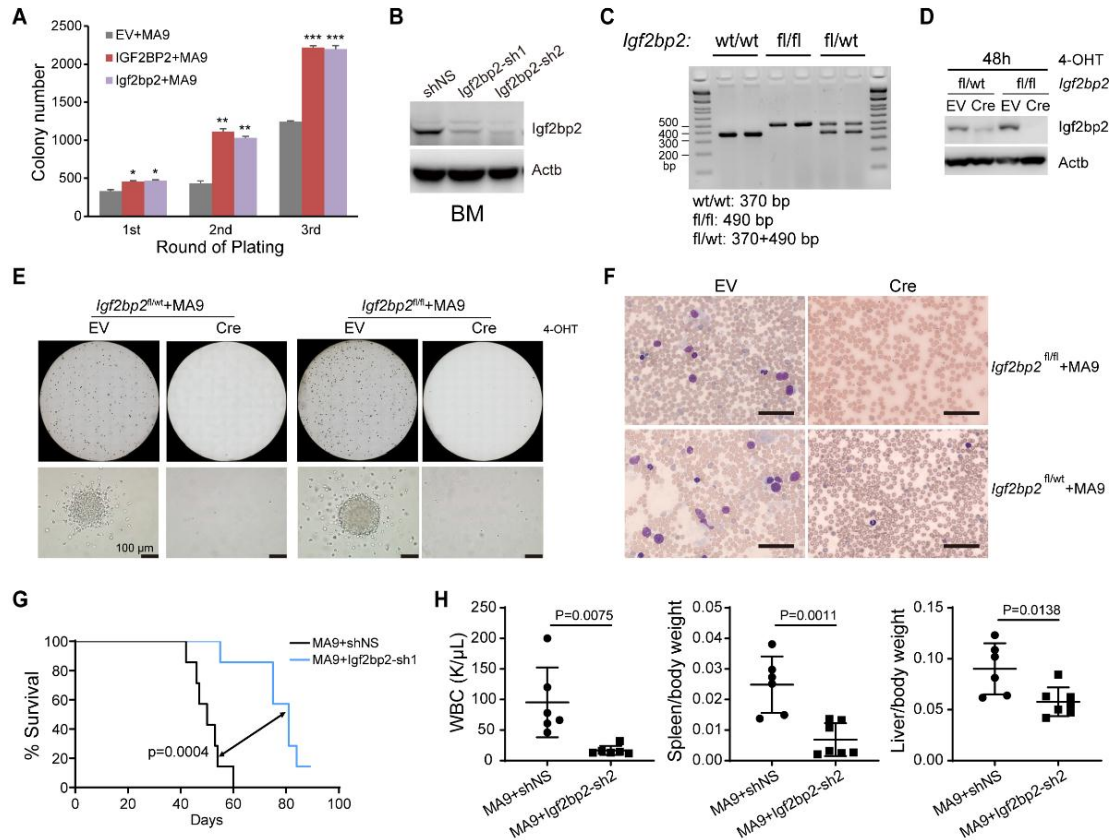 A
EV+MA9
IGF2BP2+MA9
Igf2bp2+MA9
Colony number
2500
2000
1500
1000
500
0
* *
** **
*** ***
1st 2nd 3rd
Round of Plating
B
shNS
Igf2bp2-sh1
Igf2bp2-sh2
Igf2bp2
Actb
BM
C
Igf2bp2: wt/wt fl/fl fl/wt
500
400
300
200
bp
wt/wt: 370 bp
fl/fl: 490 bp
fl/wt: 370+490 bp
D
48h 4-OHT
fl/wt fl/fl Igf2bp2
EV Cre EV Cre
Igf2bp2
Actb
E
Igf2bp2fl/wt+MA9 Igf2bp2fl/fl+MA9
EV Cre EV Cre 4-OHT
100 µm
F
EV Cre
Igf2bp2 fl/fl+MA9
Igf2bp2 fl/wt+MA9
G
MA9+shNS
MA9+Igf2bp2-sh1
% Survival
100
80
60
40
20
0
p=0.0004
0 20 40 60 80 100
Days
H
WBC (K/µL)
250
200
150
100
50
0
P=0.0075
MA9+shNS
MA9+Igf2bp2-sh2
Spleen/body weight
0.05
0.04
0.03
0.02
0.01
0.00
P=0.0011
MA9+shNS
MA9+Igf2bp2-sh2
Liver/body weight
0.15
0.10
0.05
0.00
P=0.0138
MA9+shNS
MA9+Igf2bp2-sh2